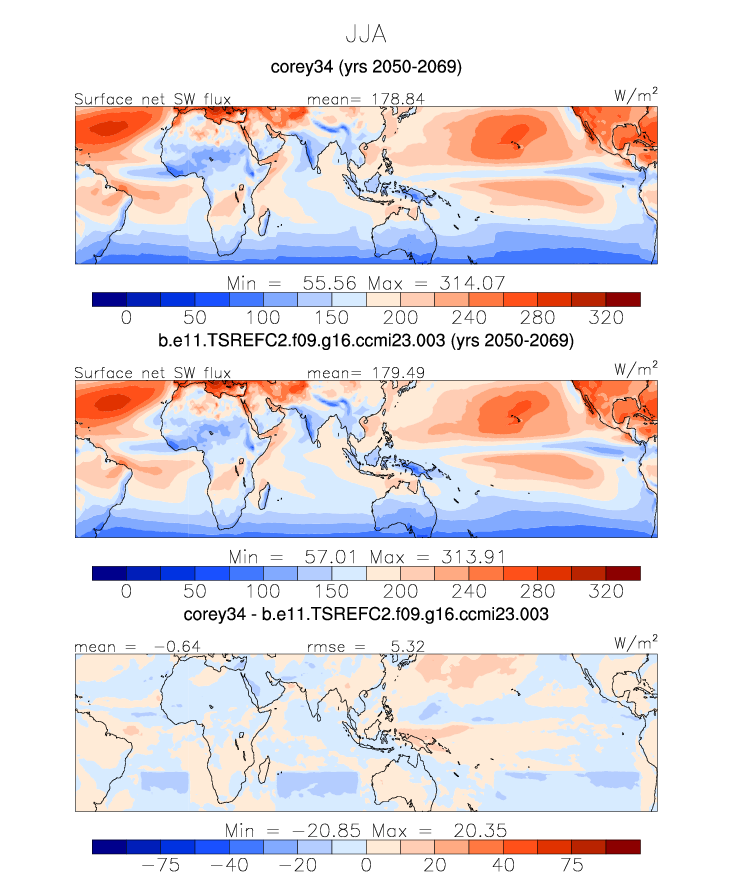 JJA
corey34 (yrs 2050-2069)
Surface net SW flux mean= 178.84 W/m²
Min = 55.56 Max = 314.07
0 50 100 150 200 240 280 320
b.e11.TSREFC2.f09.g16.ccmi23.003 (yrs 2050-2069)
Surface net SW flux mean= 179.49 W/m²
Min = 57.01 Max = 313.91
0 50 100 150 200 240 280 320
corey34 - b.e11.TSREFC2.f09.g16.ccmi23.003
mean = -0.64 rmse = 5.32 W/m²
Min = -20.85 Max = 20.35
-75 -40 -20 0 20 40 75